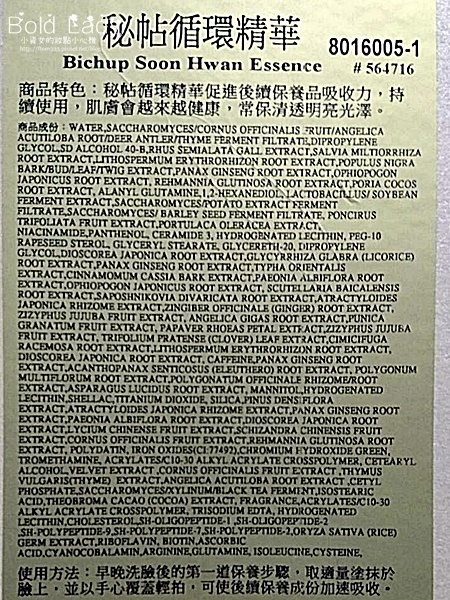 Bold Lady
秘帖循環精華
8016005-1
Bichup Soon Hwan Essence
# 564716
商品特色：秘帖循環精華促進後續保養品吸收力，持
續使用，肌膚會越來越健康，常保清透明亮光澤。
商品成份：WATER,SACCHAROMYCES/CORNUS OFFICINALIS FRUIT/ANGELICA
ACUTILOBA ROOT/DEER ANTLER/THYME FERMENT FILTRATE,DIPROPYLENE
GLYCOL,SD ALCOHOL 40-B,RHUS SEMIALATA GALL EXTRACT,SALVIA MILTIORRHIZA
ROOT EXTRACT,LITHOSPERMUM ERYTHRORHIZON ROOT EXTRACT,POPULUS NIGRA
BARK/BUD/LEAF/TWIG EXTRACT,PANAX GINSENG ROOT EXTRACT,OPHIOPOGON
JAPONICUS ROOT EXTRACT, REHMANNIA GLUTINOSA ROOT EXTRACT,PORIA COCOS
ROOT EXTRACT, ALANYL GLUTAMINE,1,2-HEXANEDIOL, LACTOBACILLUS/ SOYBEAN
FERMENT EXTRACT,SACCHAROMYCES/POTATO EXTRACT FERMENT
FILTRATE,SACCHAROMYCES/ BARLEY SEED FERMENT FILTRATE, PONCIRUS
TRIFOLIATA FRUIT EXTRACT,PORTULACA OLERACEA EXTRACT,
NIACINAMIDE,PANTHENOL, CERAMIDE 3, HYDROGENATED LECITHIN, PEG-10
RAPESEED STEROL, GLYCERYL STEARATE, GLYCERETH-20, DIPROPYLENE
GLYCOL,DIOSCOREA JAPONICA ROOT EXTRACT,GLYCYRRHIZA GLABRA (LICORICE)
ROOT EXTRACT,PANAX GINSENG ROOT EXTRACT,TYPHA ORIENTALIS
EXTRACT,CINNAMOMUM CASSIA BARK EXTRACT,PAEONIA ALBIFLORA ROOT
EXTRACT,OPHIOPOGON JAPONICUS ROOT EXTRACT, SCUTELLARIA BAICALENSIS
ROOT EXTRACT,SAPOSHNIKOVIA DIVARICATA ROOT EXTRACT,ATRACTYLOIDES
JAPONICA RHIZOME EXTRACT,ZINGIBER OFFICINALE (GINGER) ROOT EXTRACT,
ZIZYPHUS JUJUBA FRUIT EXTRACT, ANGELICA GIGAS ROOT EXTRACT,PUNICA
GRANATUM FRUIT EXTRACT, PAPAVER RHOEAS PETAL EXTRACT,ZIZYPHUS JUJUBA
FRUIT EXTRACT, TRIFOLIUM PRATENSE (CLOVER) LEAF EXTRACT,CIMICIFUGA
RACEMOSA ROOT EXTRACT,LITHOSPERMUM ERYTHRORHIZON ROOT EXTRACT,
DIOSCOREA JAPONICA ROOT EXTRACT, CAFFEINE,PANAX GINSENG ROOT
EXTRACT,ACANTHOPANAX SENTICOSUS (ELEUTHERO) ROOT EXTRACT, POLYGONUM
MULTIFLORUM ROOT EXTRACT,POLYGONATUM OFFICINALE RHIZOME/ROOT
EXTRACT,ASPARAGUS LUCIDUS ROOT EXTRACT, MANNITOL,HYDROGENATED
LECITHIN,SHELLAC,TITANIUM DIOXIDE, SILICA,PINUS DENSIFLORA
EXTRACT,ATRACTYLOIDES JAPONICA RHIZOME EXTRACT,PANAX GINSENG ROOT
EXTRACT,PAEONIA ALBIFLORA ROOT EXTRACT,DIOSCOREA JAPONICA ROOT
EXTRACT,LYCIUM CHINENSE FRUIT EXTRACT,SCHIZANDRA CHINENSIS FRUIT
EXTRACT,CORNUS OFFICINALIS FRUIT EXTRACT,REHMANNIA GLUTINOSA ROOT
EXTRACT, POLYDATIN, IRON OXIDES(CI:77492),CHROMIUM HYDROXIDE GREEN,
TROMETHAMINE, ACRYLATES/C10-30 ALKYL ACRYLATE CROSSPOLYMER, CETEARYL
ALCOHOL,VELVET EXTRACT ,CORNUS OFFICINALIS FRUIT EXTRACT ,THYMUS
VULGARIS(THYME) EXTRACT,ANGELICA ACUTILOBA ROOT EXTRACT ,CETYL
PHOSPHATE,SACCHAROMYCES/XYLINUM/BLACK TEA FERMENT,ISOSTEARIC
ACID,THEOBROMA CACAO (COCOA) EXTRACT, FRAGRANCE,ACRYLATES/C10-30
ALKYL ACRYLATE CROSSPOLYMER, TRISODIUM EDTA, HYDROGENATED
LECITHIN,CHOLESTEROL,SH-OLIGOPEPTIDE-1 ,SH-OLIGOPEPTIDE-2
,SH-POLYPEPTIDE-9,SH-POLYPEPTIDE-7,SH-POLYPEPTIDE-2,ORYZA SATIVA (RICE)
GERM EXTRACT,RIBOFLAVIN, BIOTIN,ASCORBIC
ACID,CYANOCOBALAMIN,ARGININE,GLUTAMINE, ISOLEUCINE,CYSTEINE,
使用方法：早晚洗臉後的第一道保養步驟，取適量塗抹於
臉上，並以手心覆蓋輕拍，可使後續保養成份加速吸收。